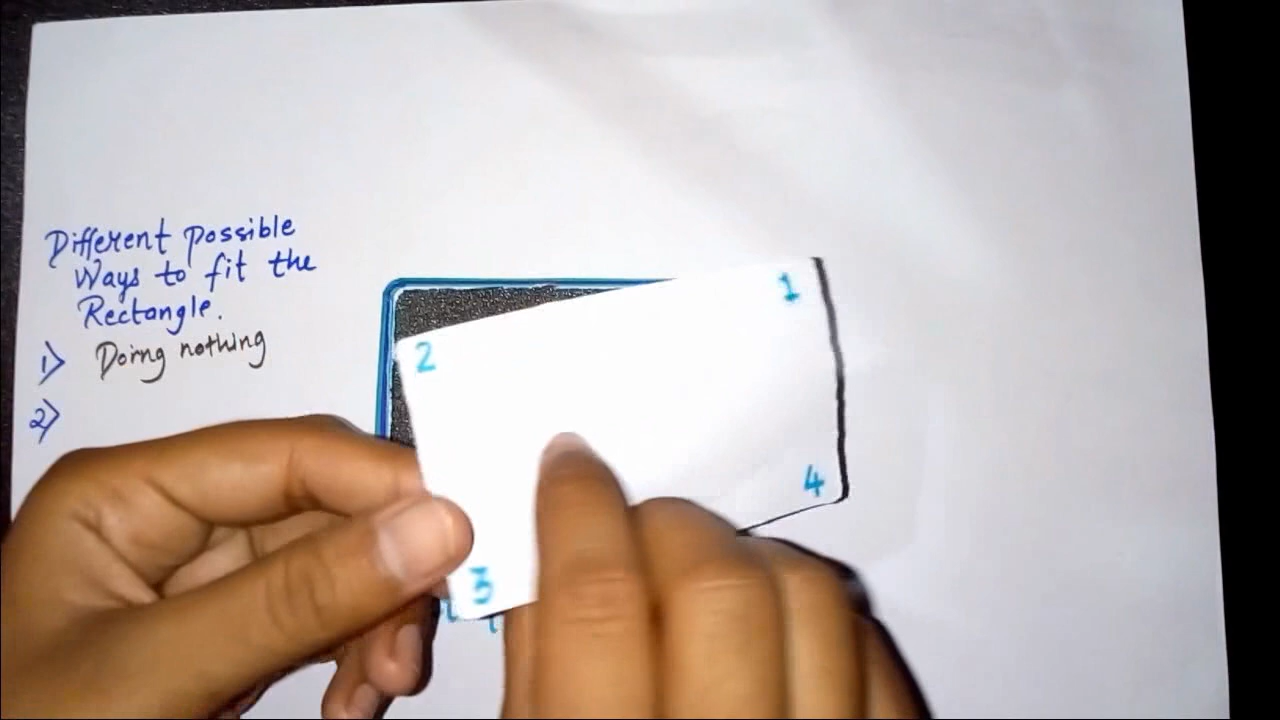 Different possible
Ways to fit the
Rectangle.
1) Doing nothing
2)
1
2
4
3